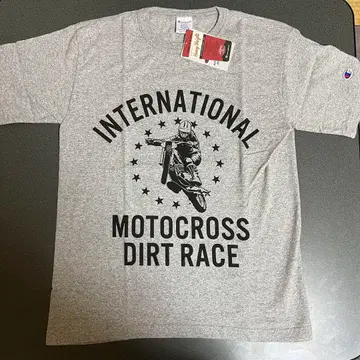 INTERNATIONAL
MOTOCROSS
DIRT RACE